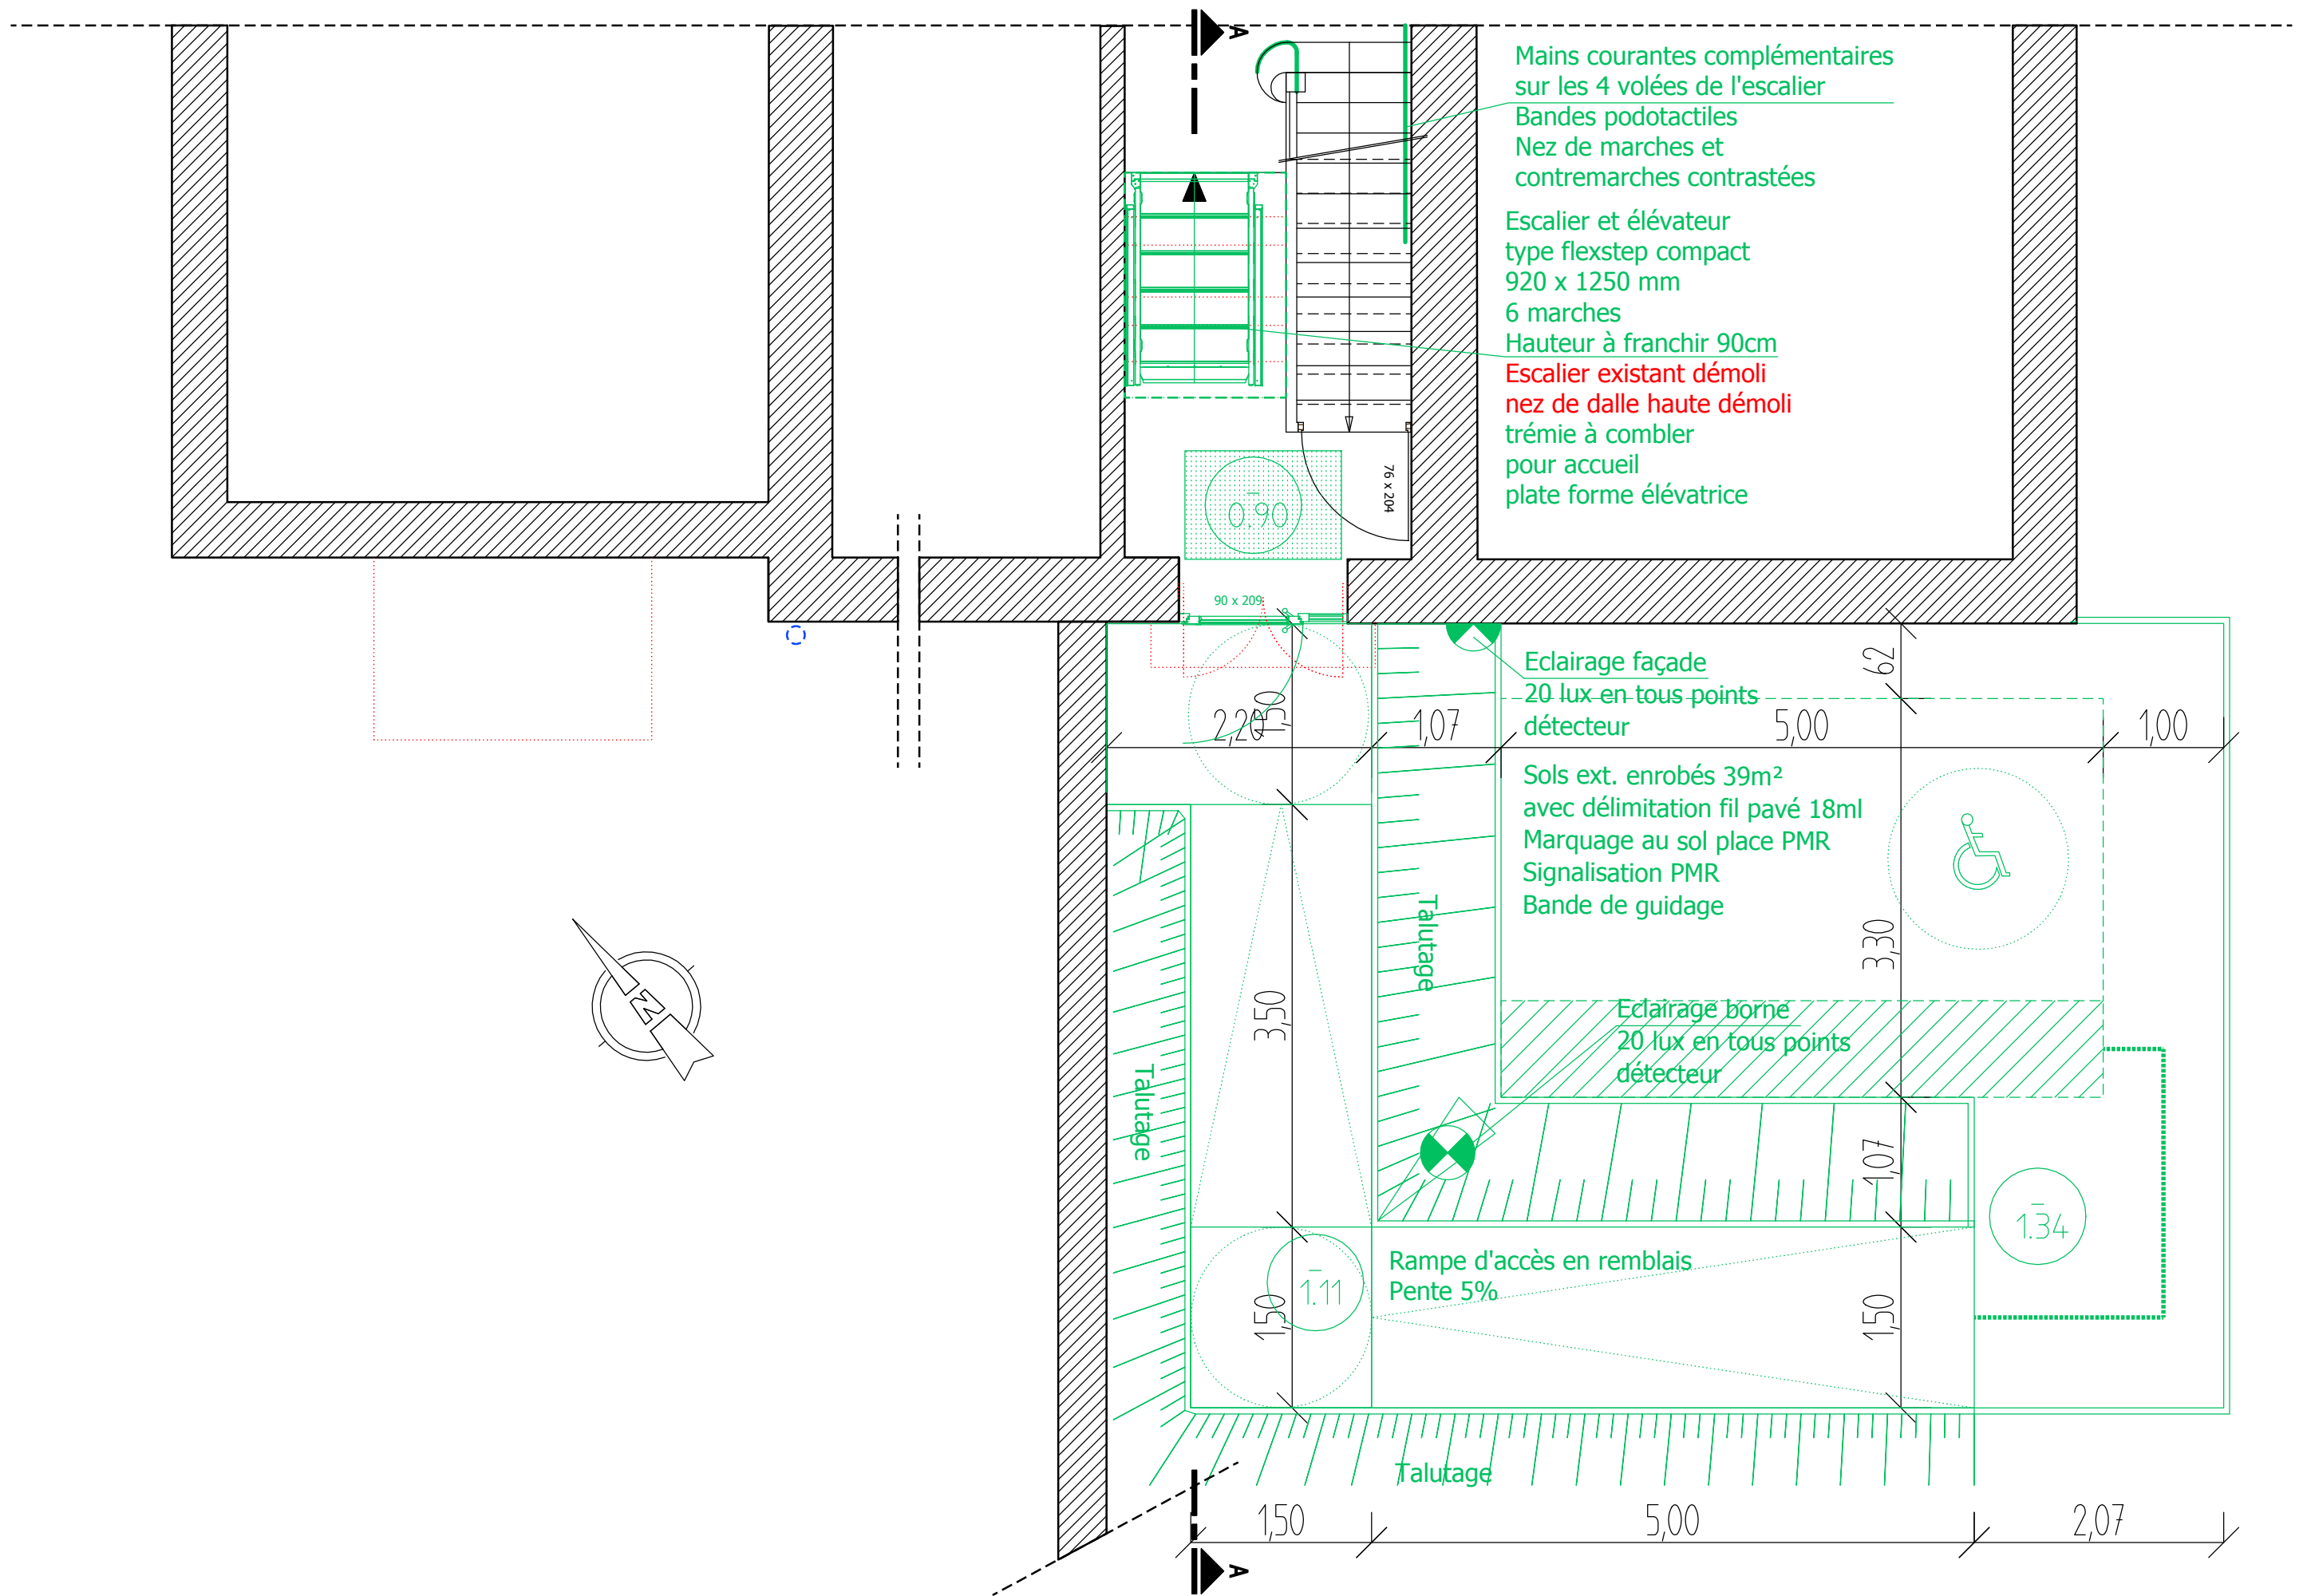 A
Mains courantes complémentaires
sur les 4 volées de l'escalier
Bandes podotactiles
Nez de marches et
contremarches contrastées
Escalier et élévateur
type flexstep compact
920 x 1250 mm
6 marches
Hauteur à franchir 90cm
Escalier existant démoli
nez de dalle haute démoli
trémie à combler
pour accueil
plate forme élévatrice
76 x 204
0.90
90 x 209
Eclairage façade
20 lux en tous points
détecteur
62
2,20
1,50
1,07
5,00
1,00
Sols ext. enrobés 39m²
avec délimitation fil pavé 18ml
Marquage au sol place PMR
Signalisation PMR
Bande de guidage
Talutage
3,30
3,50
N
Eclairage borne
20 lux en tous points
détecteur
Talutage
1,07
1.34
Rampe d'accès en remblais
Pente 5%
1.11
1,50
1,50
Talutage
1,50
5,00
2,07
A